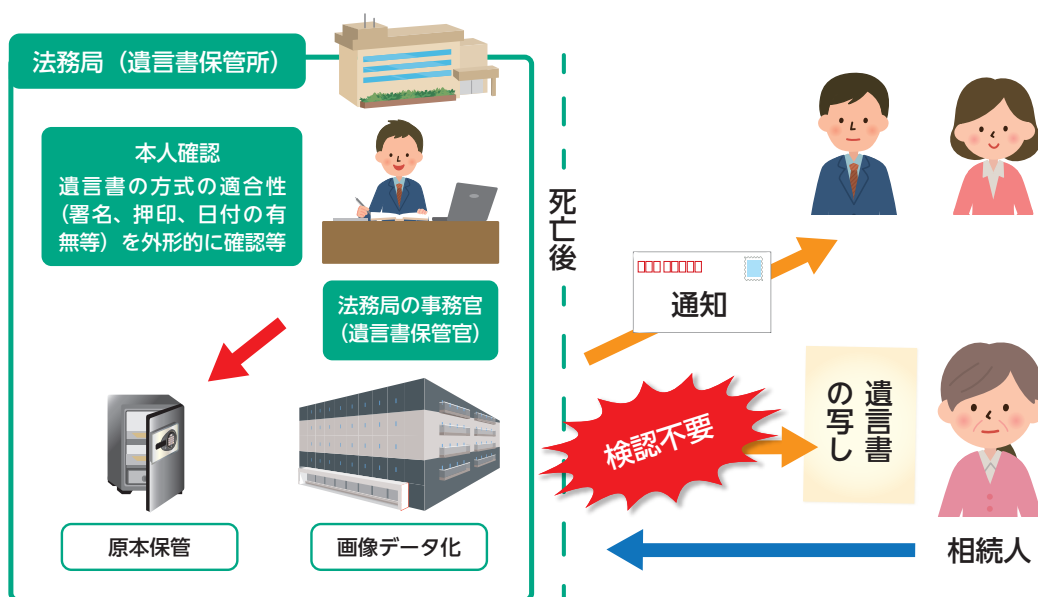 法務局（遺言書保管所）
本人確認
遺言書の方式の適合性
（署名、押印、日付の有
無等）を外形的に確認等
法務局の事務官
（遺言書保管官）
原本保管
画像データ化
死亡後
通知
検認不要
遺言書
の写し
相続人